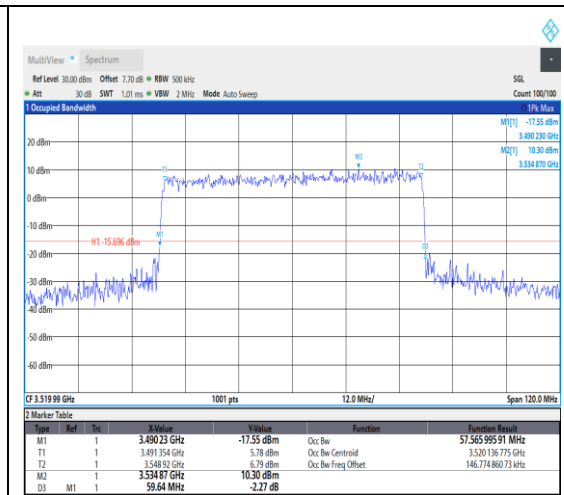 MultiView Spectrum
Ref Level 30.00 dBm Offset 7.70 dB RBW 500 kHz SGL
Att 30 dB SWT 1.01 ms VBW 2 MHz Mode Auto Sweep Count 100/100
1 Occupied Bandwidth 1Pk Max
M1[1] -17.55 dBm
3.490 230 GHz
M2[1] 10.30 dBm
3.534 870 GHz
20 dBm
10 dBm
0 dBm
-10 dBm
-20 dBm
-30 dBm
-40 dBm
-50 dBm
-60 dBm
T1
M2
T2
M1
H1 -15.696 dBm
D3
CF 3.519 99 GHz 1001 pts 12.0 MHz/ Span 120.0 MHz
2 Marker Table
Type Ref Trc X-Value Y-Value Function Function Result
M1 1 3.490 23 GHz -17.55 dBm Occ Bw 57.565 995 91 MHz
T1 1 3.491 354 GHz 5.78 dBm Occ Bw Centroid 3.520 136 775 GHz
T2 1 3.548 92 GHz 6.79 dBm Occ Bw Freq Offset 146.774 860 73 kHz
M2 1 3.534 87 GHz 10.30 dBm
D3 M1 1 59.64 MHz -2.27 dB